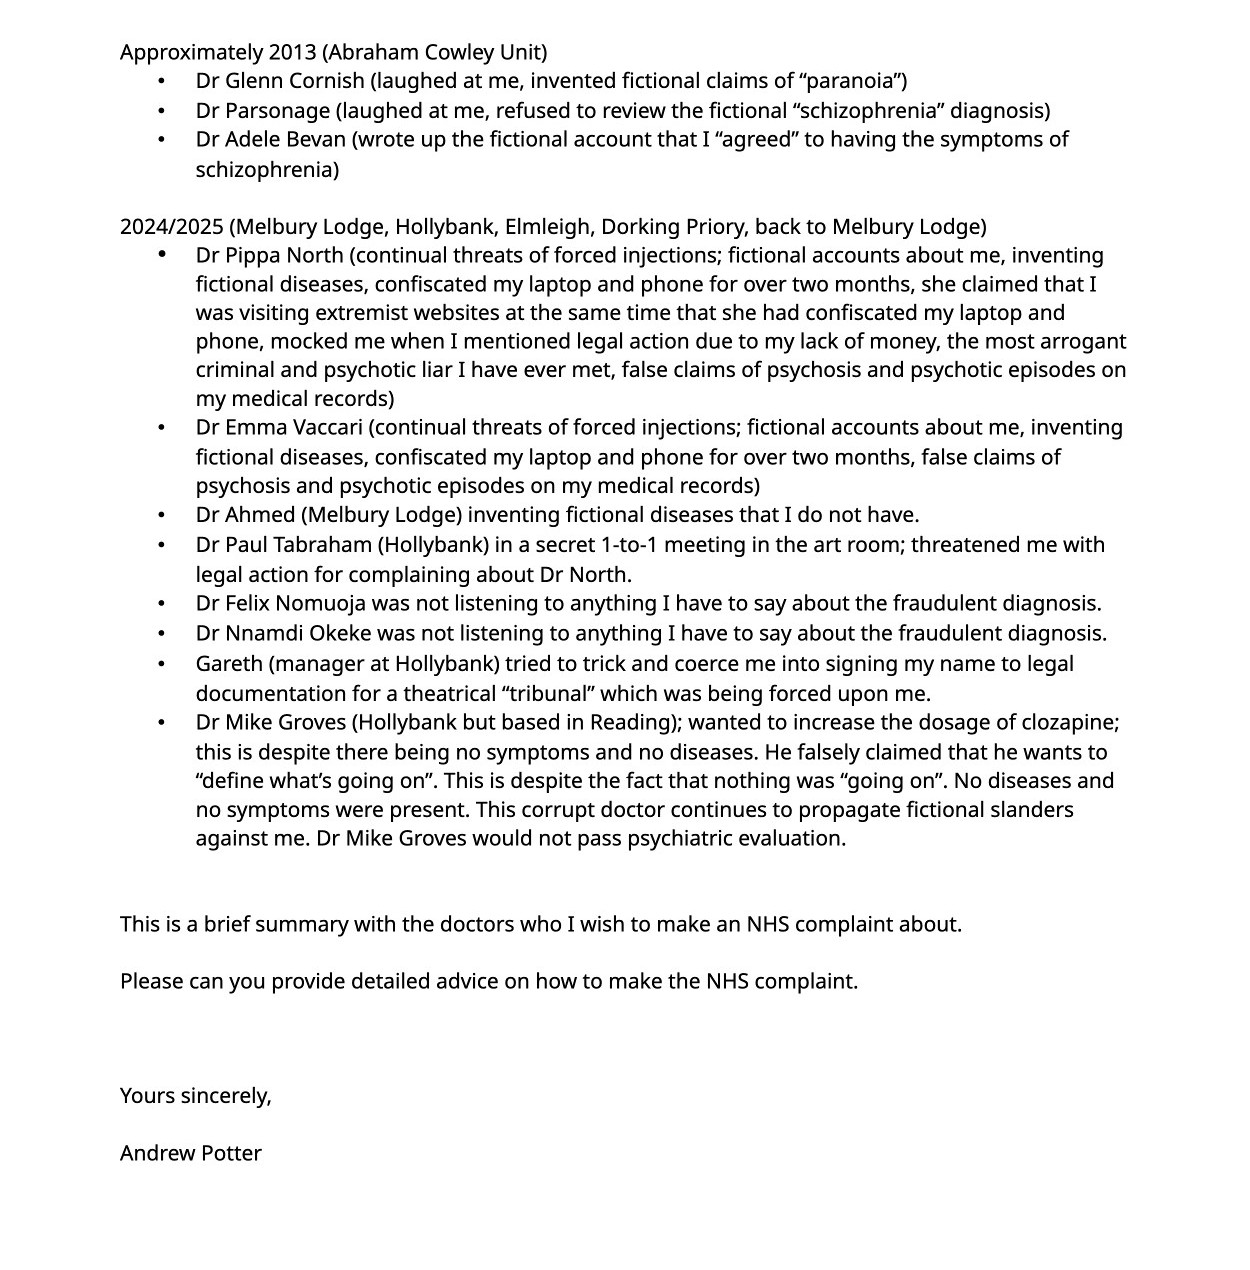 Approximately 2013 (Abraham Cowley Unit)
• Dr Glenn Cornish (laughed at me, invented fictional claims of “paranoia”)
• Dr Parsonage (laughed at me, refused to review the fictional “schizophrenia” diagnosis)
• Dr Adele Bevan (wrote up the fictional account that I “agreed” to having the symptoms of
schizophrenia)
2024/2025 (Melbury Lodge, Hollybank, Elmleigh, Dorking Priory, back to Melbury Lodge)
• Dr Pippa North (continual threats of forced injections; fictional accounts about me, inventing
fictional diseases, confiscated my laptop and phone for over two months, she claimed that I
was visiting extremist websites at the same time that she had confiscated my laptop and
phone, mocked me when I mentioned legal action due to my lack of money, the most arrogant
criminal and psychotic liar I have ever met, false claims of psychosis and psychotic episodes on
my medical records)
• Dr Emma Vaccari (continual threats of forced injections; fictional accounts about me, inventing
fictional diseases, confiscated my laptop and phone for over two months, false claims of
psychosis and psychotic episodes on my medical records)
• Dr Ahmed (Melbury Lodge) inventing fictional diseases that I do not have.
• Dr Paul Tabraham (Hollybank) in a secret 1-to-1 meeting in the art room; threatened me with
legal action for complaining about Dr North.
• Dr Felix Nomuoja was not listening to anything I have to say about the fraudulent diagnosis.
• Dr Nnamdi Okeke was not listening to anything I have to say about the fraudulent diagnosis.
• Gareth (manager at Hollybank) tried to trick and coerce me into signing my name to legal
documentation for a theatrical “tribunal” which was being forced upon me.
• Dr Mike Groves (Hollybank but based in Reading); wanted to increase the dosage of clozapine;
this is despite there being no symptoms and no diseases. He falsely claimed that he wants to
“define what’s going on”. This is despite the fact that nothing was “going on”. No diseases and
no symptoms were present. This corrupt doctor continues to propagate fictional slanders
against me. Dr Mike Groves would not pass psychiatric evaluation.
This is a brief summary with the doctors who I wish to make an NHS complaint about.
Please can you provide detailed advice on how to make the NHS complaint.
Yours sincerely,
Andrew Potter